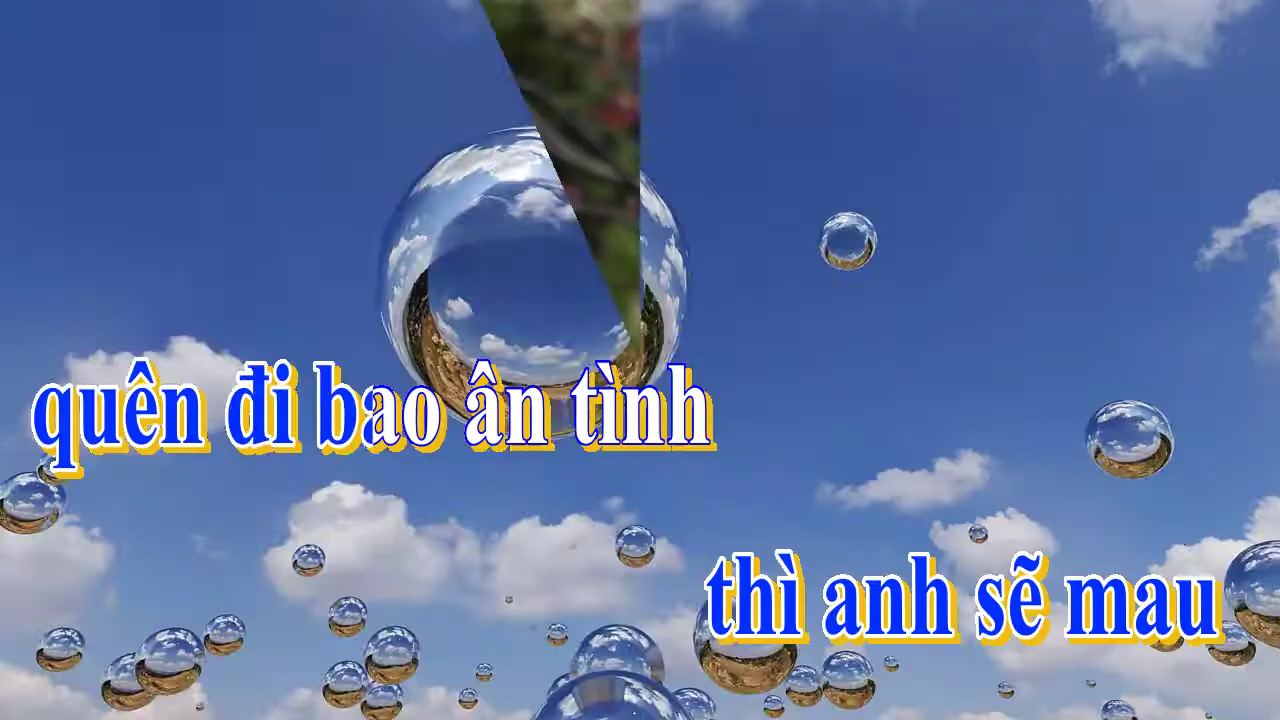 quên đi bao ân tình
thì anh sẽ mau